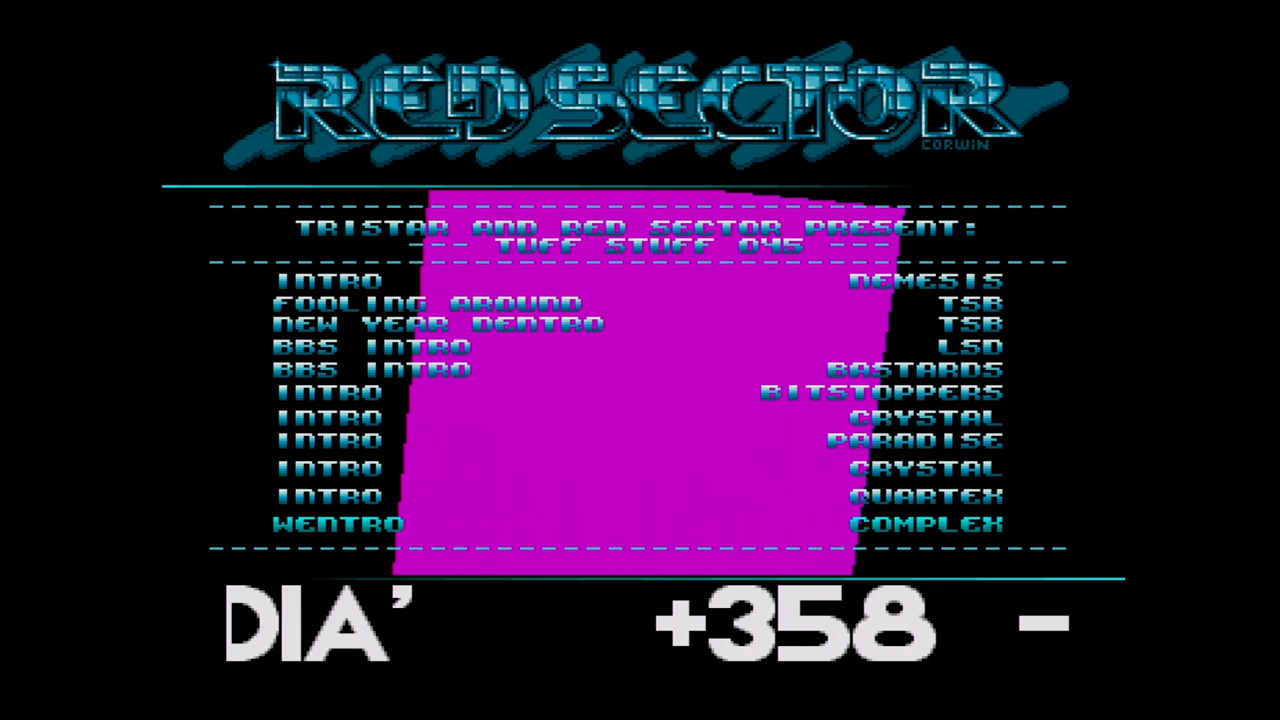 RED SECTOR
CORWIN
TRISTAR AND RED SECTOR PRESENT:
--- TUFF STUFF 045 ---
INTRO NEMESIS
FOOLING AROUND TSB
NEW YEAR DENTRO TSB
BBS INTRO LSD
BBS INTRO BASTARDS
INTRO BITSTOPPERS
INTRO CRYSTAL
INTRO PARADISE
INTRO CRYSTAL
INTRO QUARTEX
WENTRO COMPLEX
DIA' +358 -